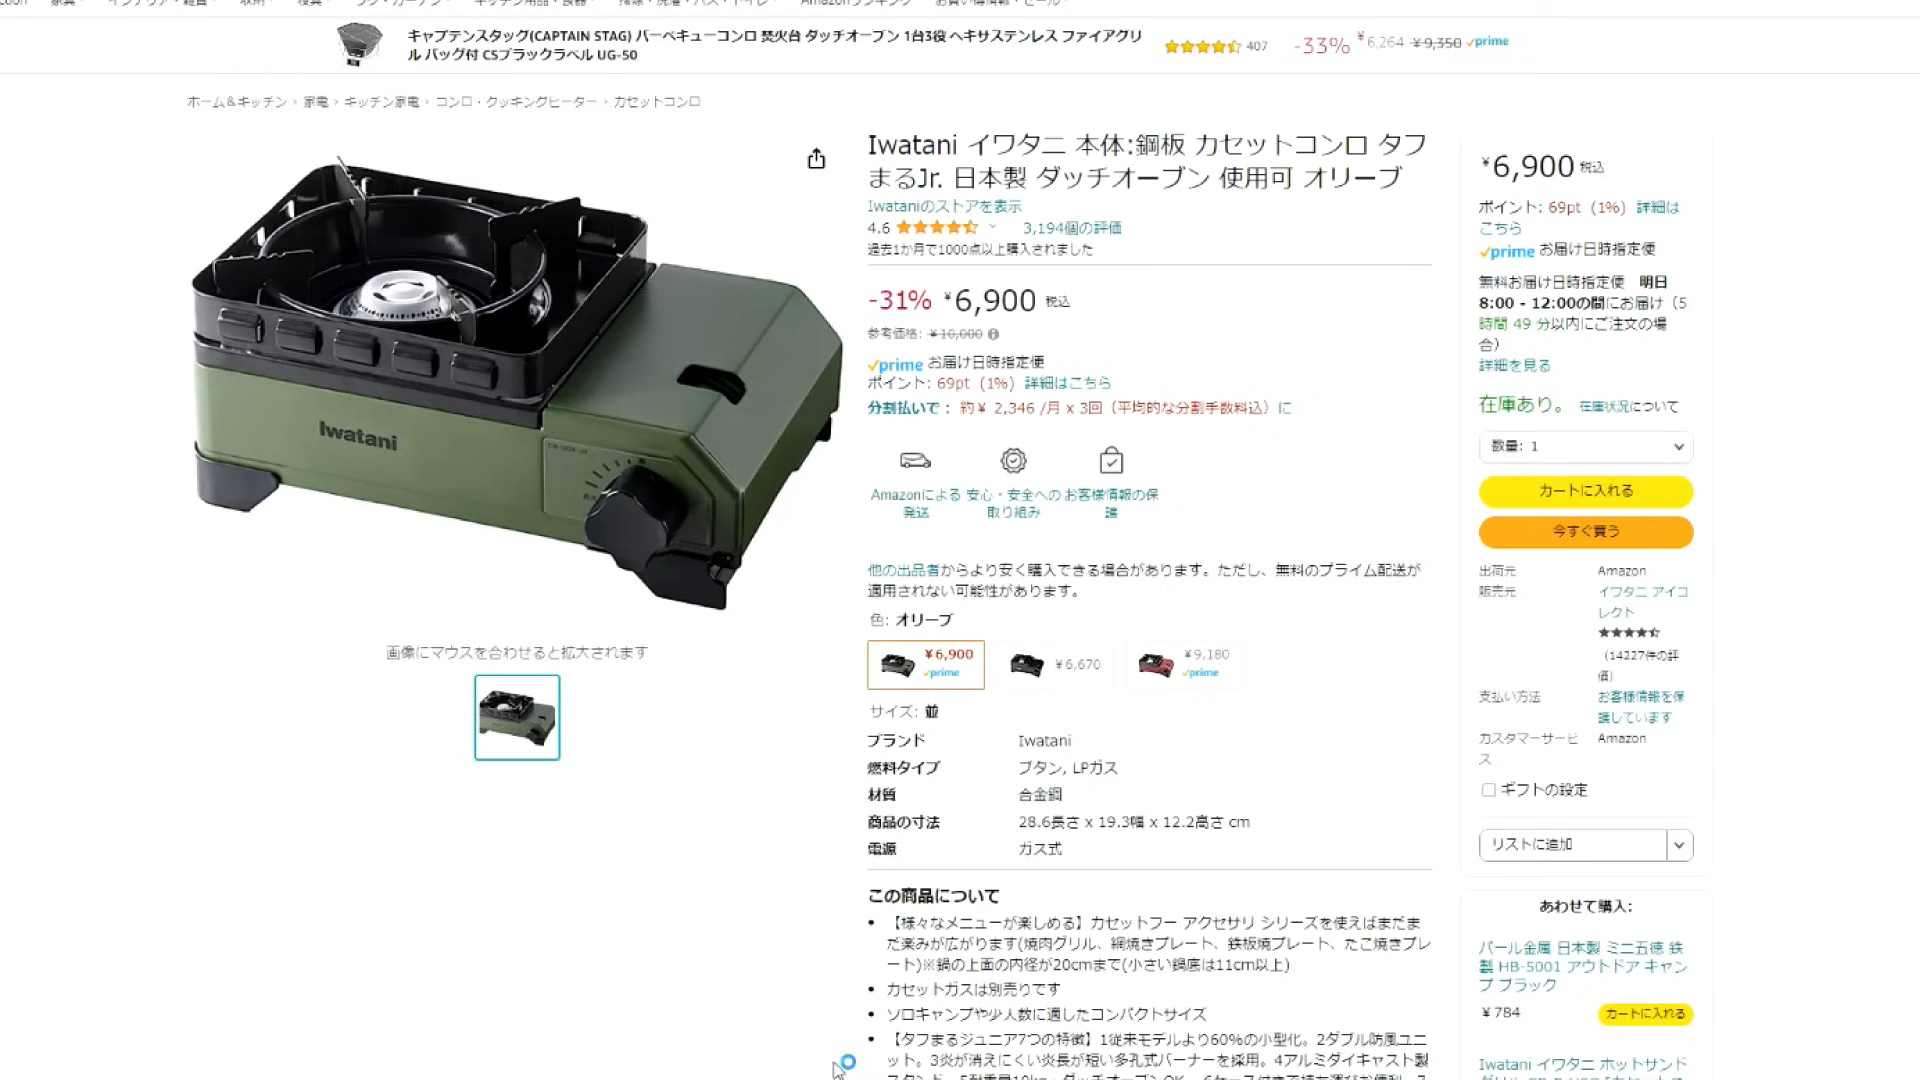 キャプテンスタッグ(CAPTAIN STAG) バーベキューコンロ 焚火台 ダッチオーブン 1台3役 ヘキサステンレス ファイアグリ
ル バッグ付 CSブラックラベル UG-50
407
-33% ¥6,264 ¥9,350 prime
ホーム＆キッチン › 家電 › キッチン家電 › コンロ・クッキングヒーター › カセットコンロ
Iwatani イワタニ 本体:鋼板 カセットコンロ タフ
まるJr. 日本製 ダッチオーブン 使用可 オリーブ
Iwataniのストアを表示
4.6 3,194個の評価
過去1か月で1000点以上購入されました
-31% ¥6,900 税込
参考価格: ¥10,000
prime お届け日時指定便
ポイント: 69pt (1%) 詳細はこちら
分割払いで： 約¥ 2,346 /月 x 3回（平均的な分割手数料込）に
Amazonによる
発送
安心・安全への
取り組み
お客様情報の保
護
他の出品者からより安く購入できる場合があります。ただし、無料のプライム配送が
適用されない可能性があります。
色: オリーブ
¥6,900
prime
¥6,670
¥9,180
prime
サイズ: 並
ブランド Iwatani
燃料タイプ ブタン, LPガス
材質 合金鋼
商品の寸法 28.6長さ x 19.3幅 x 12.2高さ cm
電源 ガス式
この商品について
【様々なメニューが楽しめる】カセットフー アクセサリ シリーズを使えばまだま
だ楽みが広がります(焼肉グリル、網焼きプレート、鉄板焼プレート、たこ焼きプレ
ート)※鍋の上面の内径が20cmまで(小さい鍋底は11cm以上)
カセットガスは別売りです
ソロキャンプや少人数に適したコンパクトサイズ
【タフまるジュニア7つの特徴】1従来モデルより60%の小型化。2ダブル防風ユニ
ット。3炎が消えにくい炎長が短い多孔式バーナーを採用。4アルミダイキャスト製
Iwatani
画像にマウスを合わせると拡大されます
¥6,900 税込
ポイント: 69pt (1%) 詳細は
こちら
prime お届け日時指定便
無料お届け日時指定便 明日
8:00 - 12:00の間にお届け（5
時間 49 分以内にご注文の場
合）
詳細を見る
在庫あり。 在庫状況について
数量: 1
カートに入れる
今すぐ買う
出荷元 Amazon
販売元 イワタニ アイコ
レクト
（14227件の評
価）
支払い方法 お客様情報を保
護しています
カスタマーサービ Amazon
ス
ギフトの設定
リストに追加
あわせて購入:
パール金属 日本製 ミニ五徳 鉄
製 HB-5001 アウトドア キャン
プ ブラック
¥784 カートに入れる
Iwatani イワタニ ホットサンド